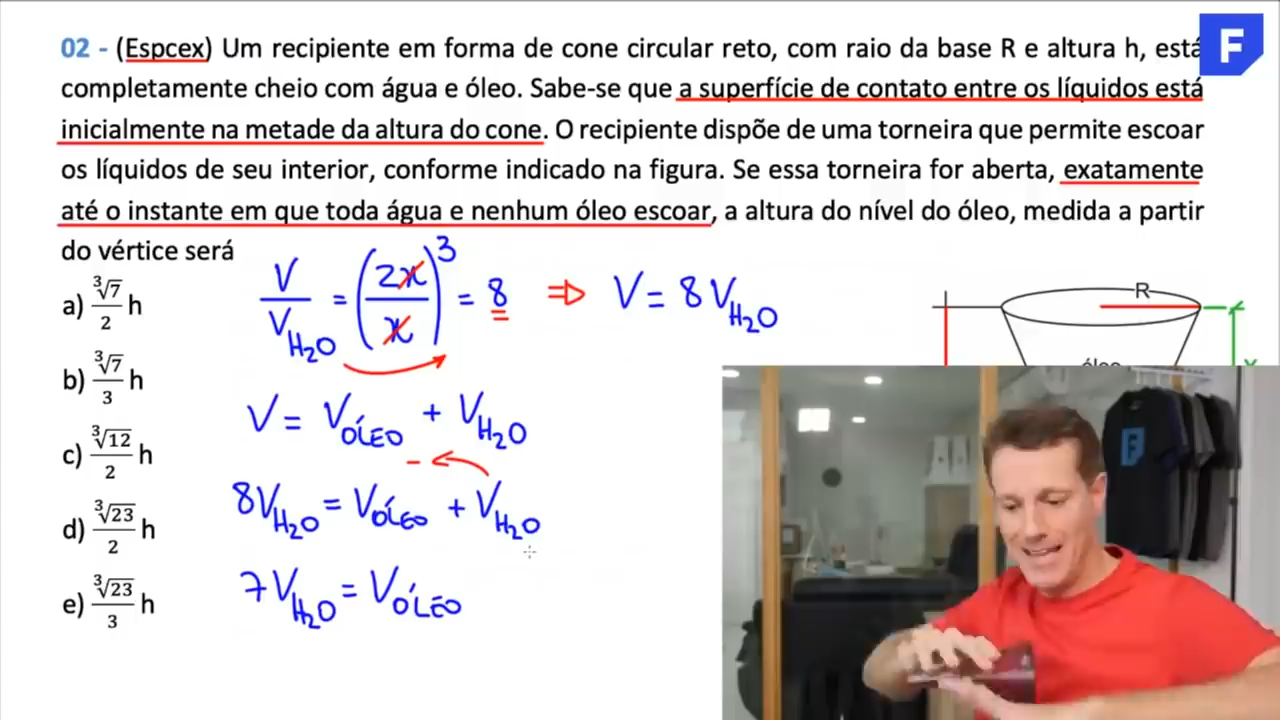 02 - (Espcex) Um recipiente em forma de cone circular reto, com raio da base R e altura h, está
completamente cheio com água e óleo. Sabe-se que a superfície de contato entre os líquidos está
inicialmente na metade da altura do cone. O recipiente dispõe de uma torneira que permite escoar
os líquidos de seu interior, conforme indicado na figura. Se essa torneira for aberta, exatamente
até o instante em que toda água e nenhum óleo escoar, a altura do nível do óleo, medida a partir
do vértice será
a) ∛7/2 h
b) ∛7/3 h
c) ∛12/2 h
d) ∛23/2 h
e) ∛23/3 h
V/V_H₂O = (2x/x)³ = 8 ⇒ V = 8V_H₂O
V = V_ÓLEO + V_H₂O
-
8V_H₂O = V_ÓLEO + V_H₂O
7V_H₂O = V_ÓLEO
R
F
F